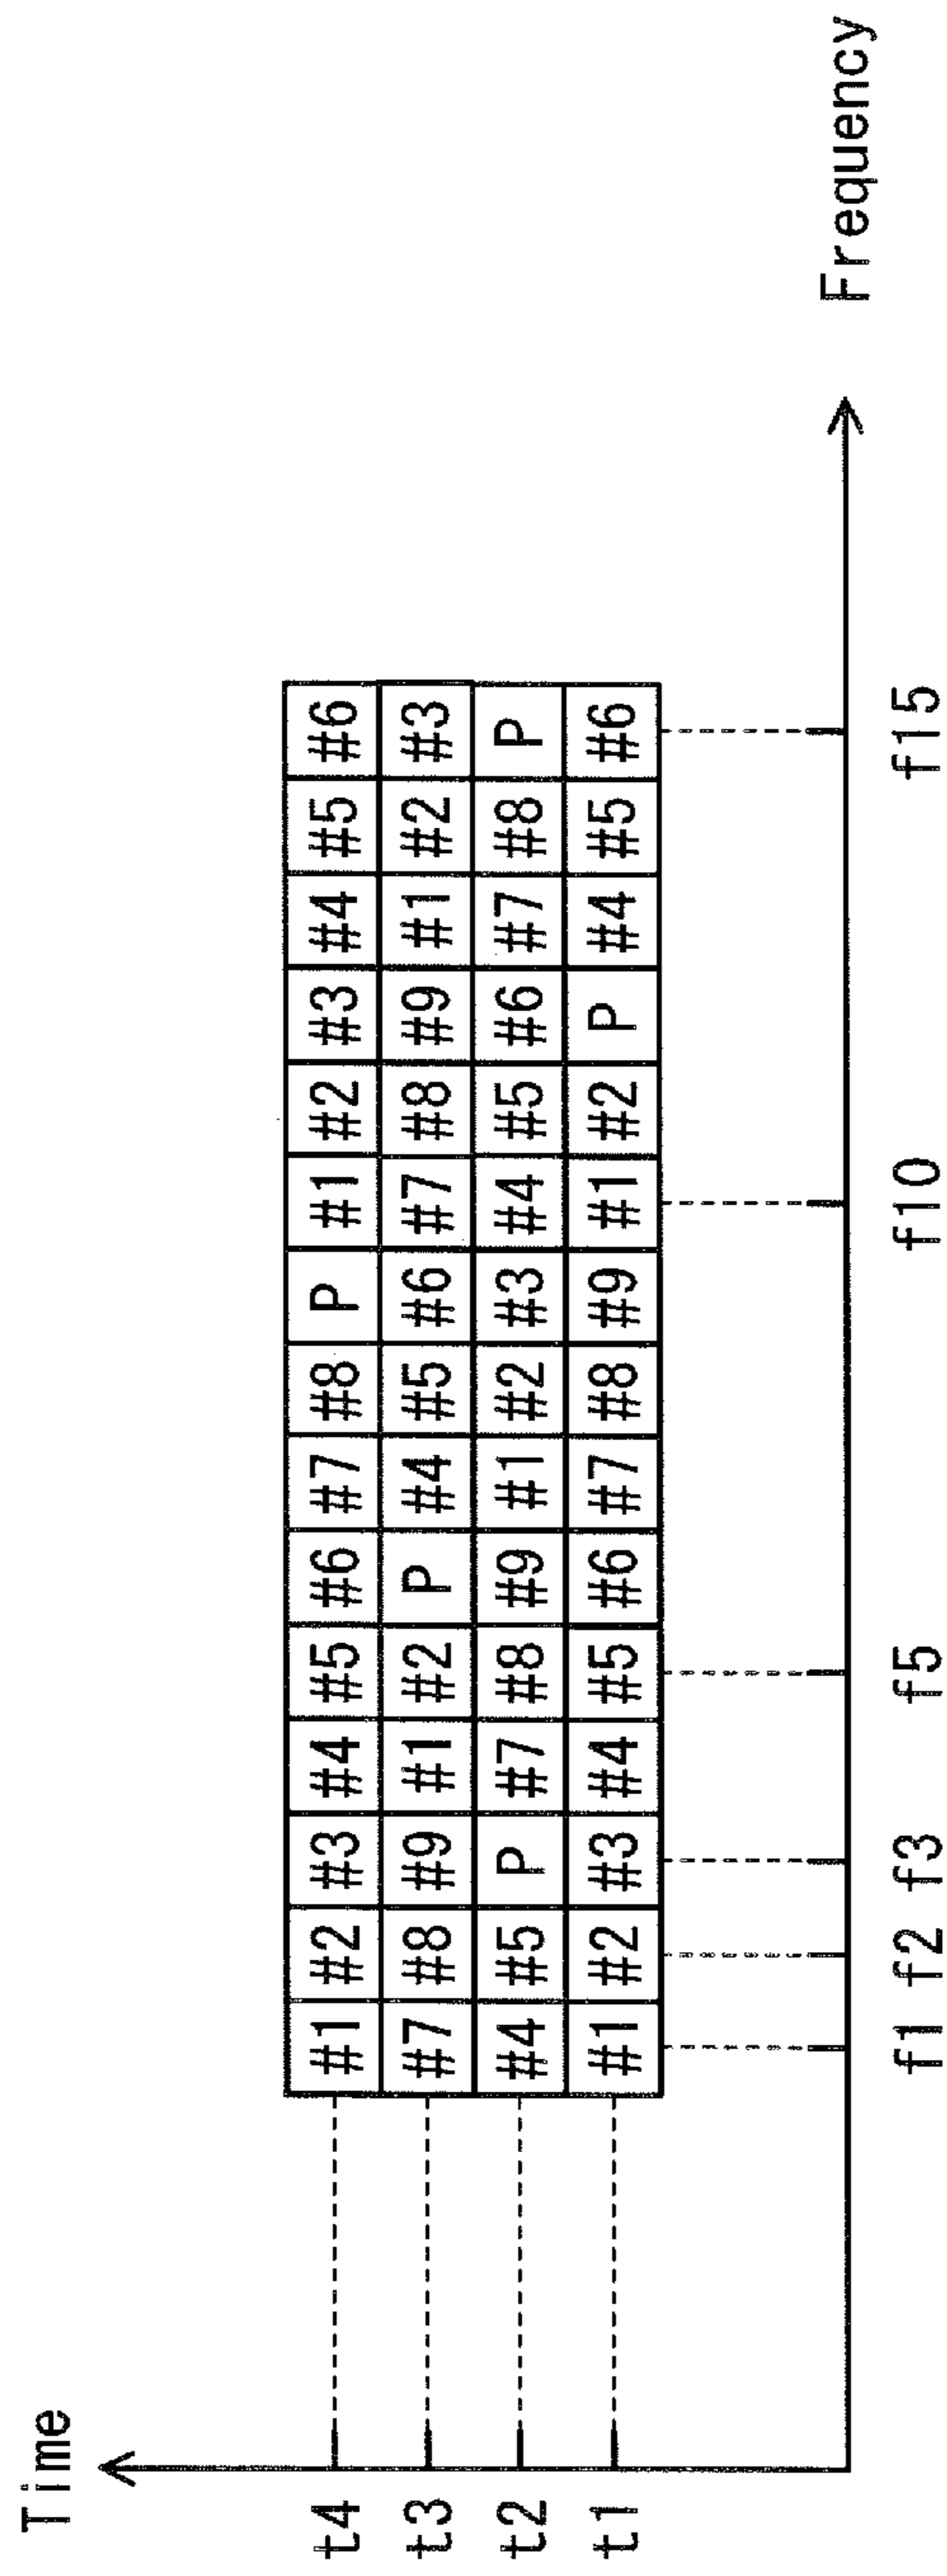 Time
t4 #1 #2 #3 #4 #5 #6 #7 #8 P #1 #2 #3 #4 #5 #6
t3 #7 #8 #9 #1 #2 P #4 #5 #6 #7 #8 #9 #1 #2 #3
t2 #4 #5 P #7 #8 #9 #1 #2 #3 #4 #5 #6 #7 #8 P
t1 #1 #2 #3 #4 #5 #6 #7 #8 #9 #1 #2 P #4 #5 #6
Frequency
f1 f2 f3 f5 f10 f15